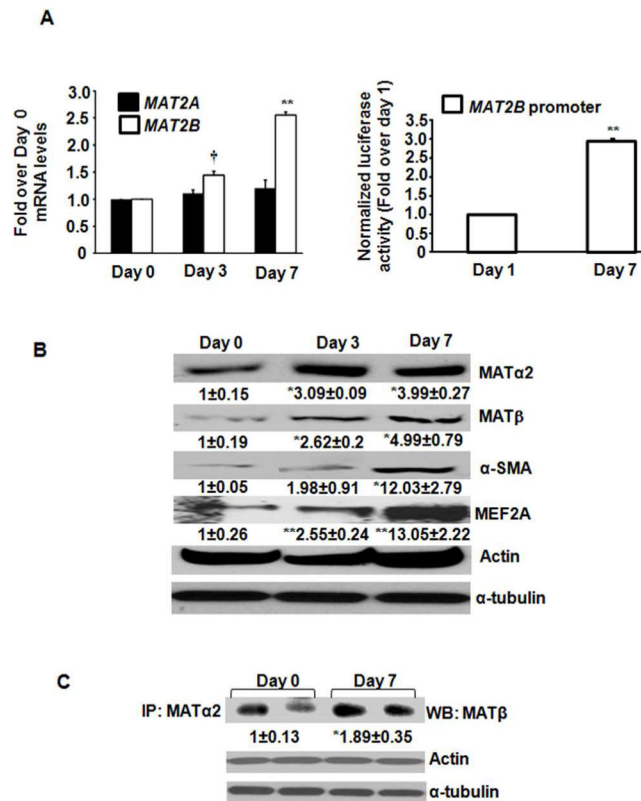 A
Fold over Day 0
mRNA levels
3.0
2.5
2.0
1.5
1.0
0.5
0
MAT2A
MAT2B
†
**
Day 0 Day 3 Day 7
Normalized luciferase
activity (Fold over day 1)
3.5
3.0
2.5
2.0
1.5
1.0
0.5
0
MAT2B promoter
**
Day 1 Day 7
B
Day 0 Day 3 Day 7
MATα2
1±0.15 *3.09±0.09 *3.99±0.27
MATβ
1±0.19 *2.62±0.2 *4.99±0.79
α-SMA
1±0.05 1.98±0.91 *12.03±2.79
MEF2A
1±0.26 **2.55±0.24 **13.05±2.22
Actin
α-tubulin
C
Day 0 Day 7
IP: MATα2 WB: MATβ
1±0.13 *1.89±0.35
Actin
α-tubulin